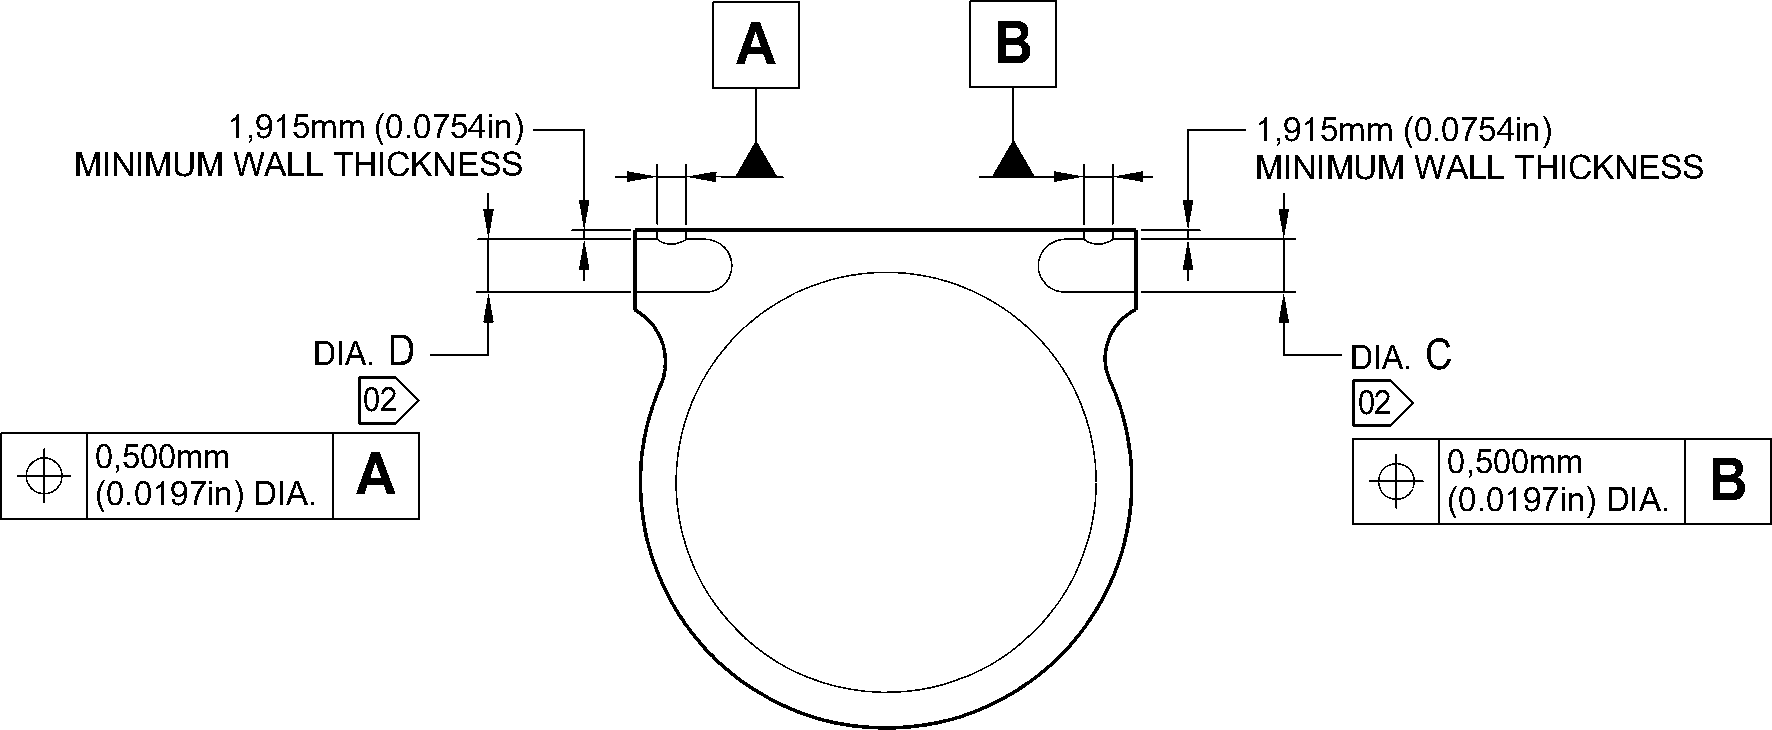 A
B
1,915mm (0.0754in)
MINIMUM WALL THICKNESS
1,915mm (0.0754in)
MINIMUM WALL THICKNESS
DIA. D
02
0,500mm
(0.0197in) DIA.
A
DIA. C
02
0,500mm
(0.0197in) DIA.
B